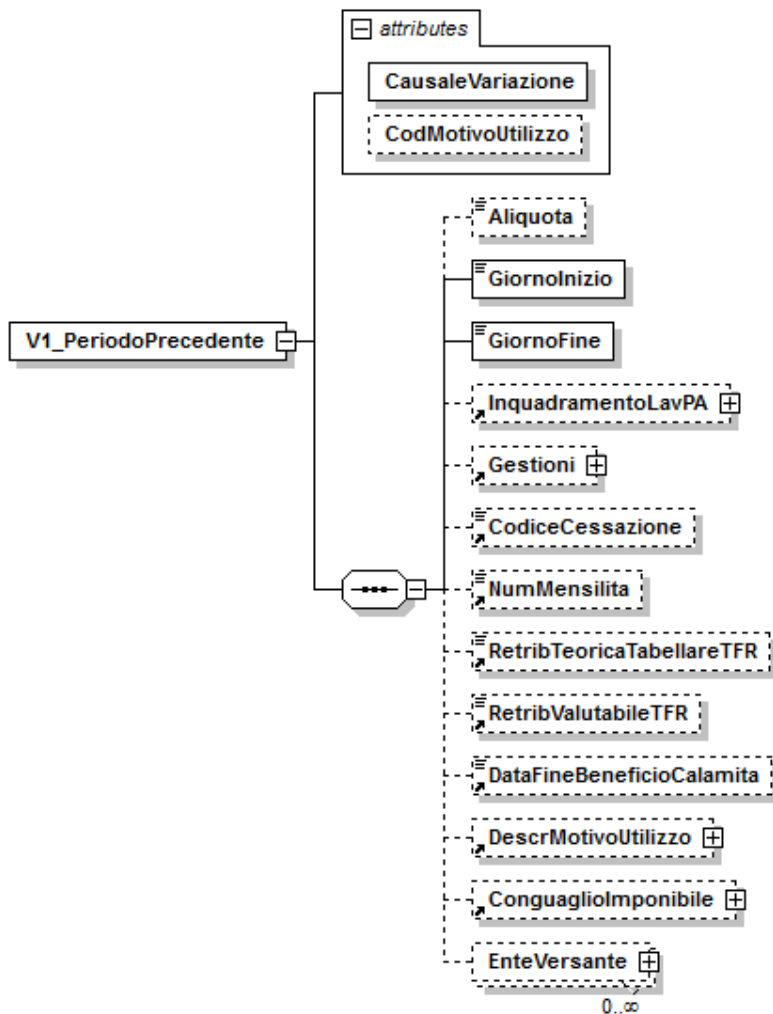 attributes
CausaleVariazione
CodMotivoUtilizzo
Aliquota
GiornoInizio
V1_PeriodoPrecedente
GiornoFine
InquadramentoLavPA
Gestioni
CodiceCessazione
NumMensilita
RetribTeoricaTabellareTFR
RetribValutabileTFR
DataFineBeneficioCalamita
DescrMotivoUtilizzo
ConguaglioImponibile
EnteVersante
0..∞